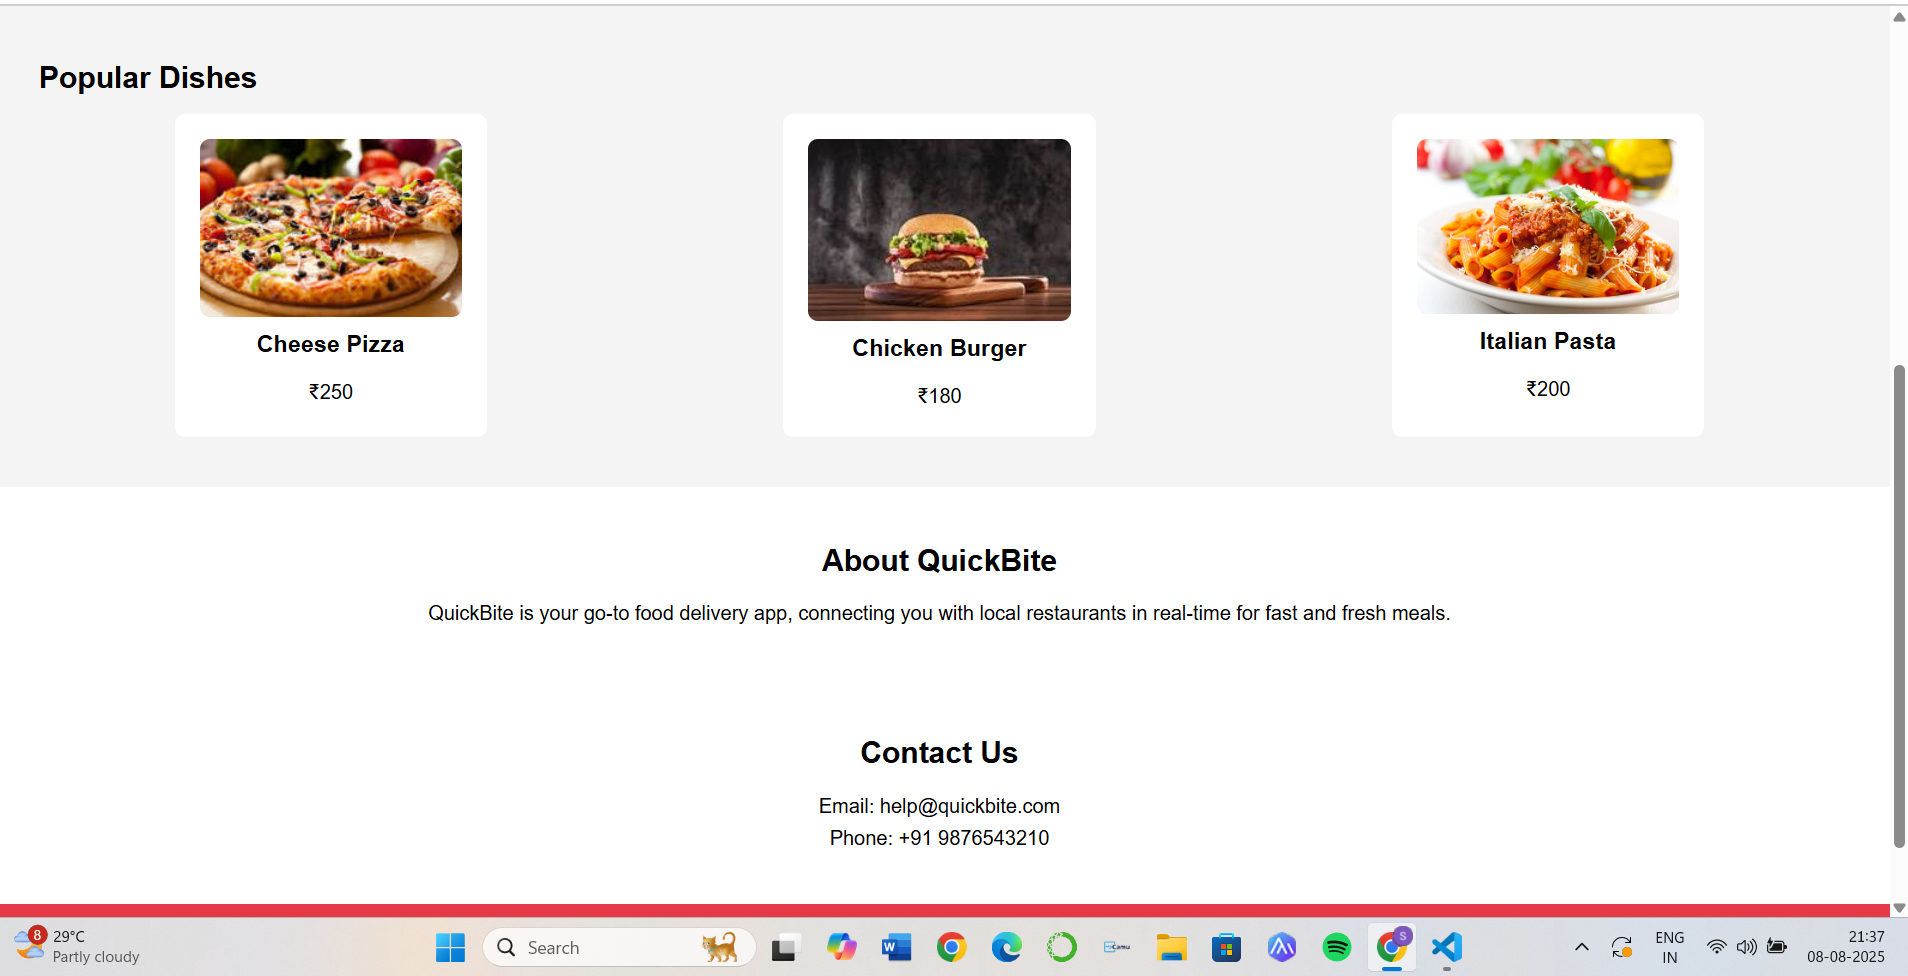 Popular Dishes
Cheese Pizza
₹250
Chicken Burger
₹180
Italian Pasta
₹200
About QuickBite
QuickBite is your go-to food delivery app, connecting you with local restaurants in real-time for fast and fresh meals.
Contact Us
Email: help@quickbite.com
Phone: +91 9876543210
8
29°C
Partly cloudy
Search
W
Camu
S
ENG
IN
21:37
08-08-2025